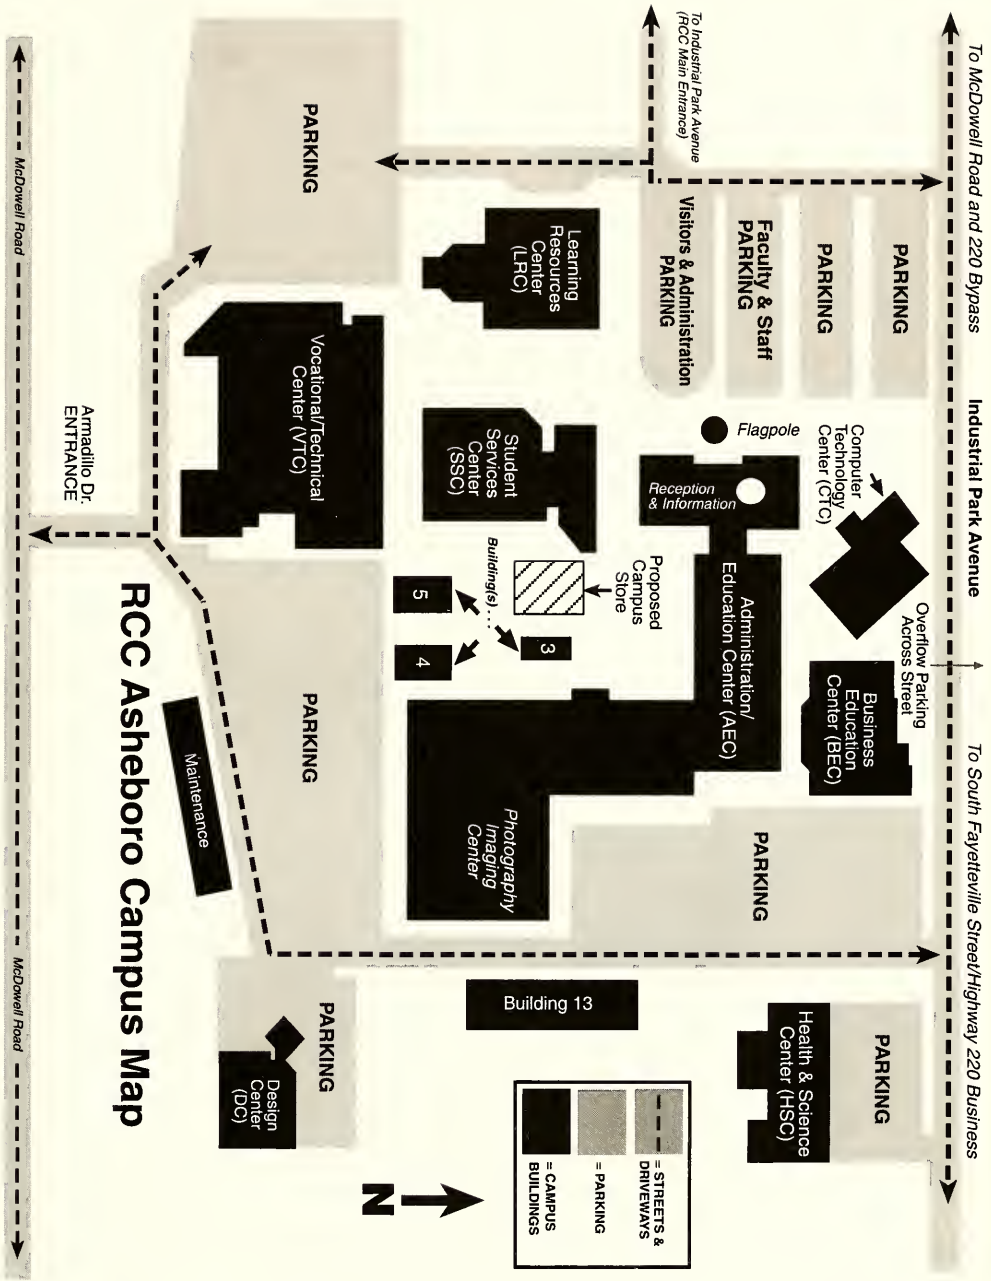 To McDowell Road and 220 Bypass
Industrial Park Avenue
To South Fayetteville Street/Highway 220 Business
To Industrial Park Avenue
(RCC Main Entrance)
PARKING
PARKING
Faculty & Staff
PARKING
Visitors & Administration
PARKING
Computer
Technology
Center (CTC)
Overflow Parking
Across Street
Business
Education
Center (BEC)
PARKING
PARKING
Health & Science
Center (HSC)
Flagpole
Reception
& Information
Administration/
Education Center (AEC)
Proposed
Campus
Store
Learning
Resources
Center
(LRC)
Student
Services
Center
(SSC)
Building(s) . . .
3
5
4
Photography
Imaging
Center
Building 13
= STREETS &
DRIVEWAYS
= PARKING
= CAMPUS
BUILDINGS
N
PARKING
Vocational/Technical
Center (VTC)
PARKING
PARKING
Design
Center
(DC)
Maintenance
Armadillo Dr.
ENTRANCE
RCC Asheboro Campus Map
McDowell Road
McDowell Road